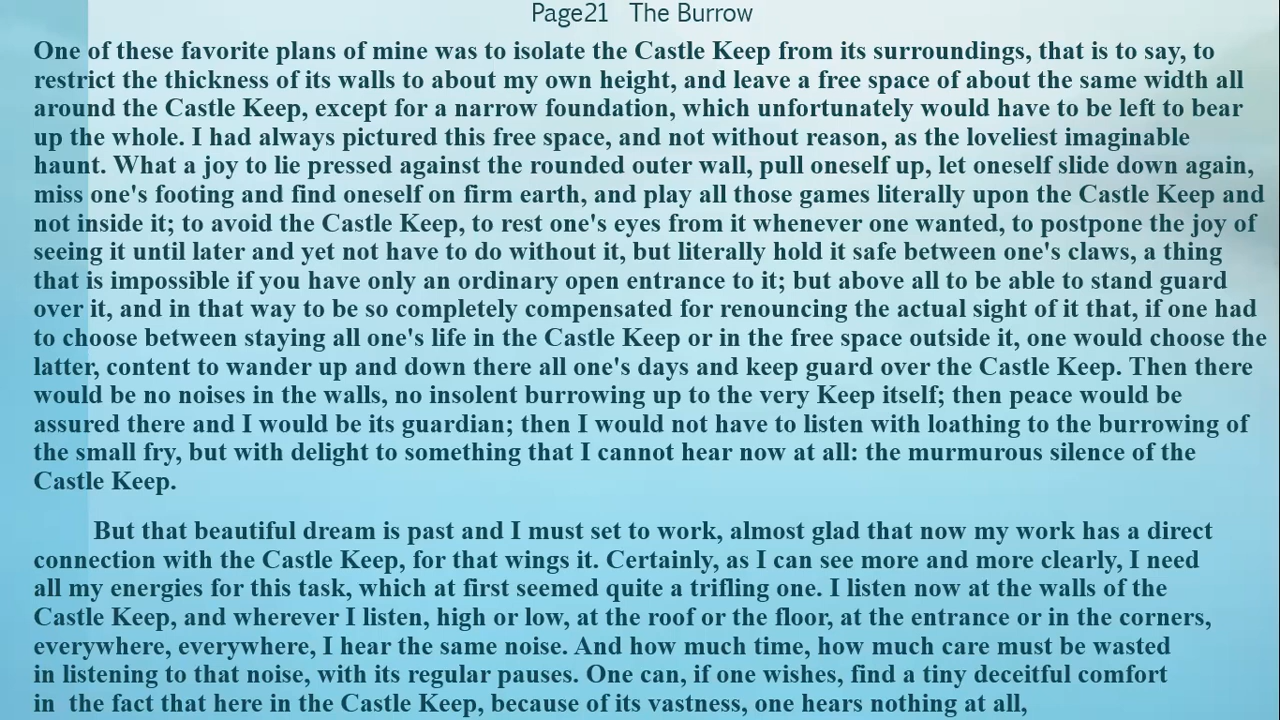 Page21 The Burrow
One of these favorite plans of mine was to isolate the Castle Keep from its surroundings, that is to say, to
restrict the thickness of its walls to about my own height, and leave a free space of about the same width all
around the Castle Keep, except for a narrow foundation, which unfortunately would have to be left to bear
up the whole. I had always pictured this free space, and not without reason, as the loveliest imaginable
haunt. What a joy to lie pressed against the rounded outer wall, pull oneself up, let oneself slide down again,
miss one's footing and find oneself on firm earth, and play all those games literally upon the Castle Keep and
not inside it; to avoid the Castle Keep, to rest one's eyes from it whenever one wanted, to postpone the joy of
seeing it until later and yet not have to do without it, but literally hold it safe between one's claws, a thing
that is impossible if you have only an ordinary open entrance to it; but above all to be able to stand guard
over it, and in that way to be so completely compensated for renouncing the actual sight of it that, if one had
to choose between staying all one's life in the Castle Keep or in the free space outside it, one would choose the
latter, content to wander up and down there all one's days and keep guard over the Castle Keep. Then there
would be no noises in the walls, no insolent burrowing up to the very Keep itself; then peace would be
assured there and I would be its guardian; then I would not have to listen with loathing to the burrowing of
the small fry, but with delight to something that I cannot hear now at all: the murmurous silence of the
Castle Keep.
But that beautiful dream is past and I must set to work, almost glad that now my work has a direct
connection with the Castle Keep, for that wings it. Certainly, as I can see more and more clearly, I need
all my energies for this task, which at first seemed quite a trifling one. I listen now at the walls of the
Castle Keep, and wherever I listen, high or low, at the roof or the floor, at the entrance or in the corners,
everywhere, everywhere, I hear the same noise. And how much time, how much care must be wasted
in listening to that noise, with its regular pauses. One can, if one wishes, find a tiny deceitful comfort
in the fact that here in the Castle Keep, because of its vastness, one hears nothing at all,